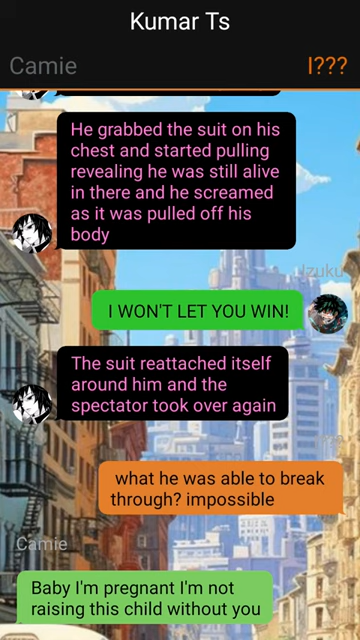 Kumar Ts
Camie
I???
He grabbed the suit on his
chest and started pulling
revealing he was still alive
in there and he screamed
as it was pulled off his
body
Izuku
I WON'T LET YOU WIN!
The suit reattached itself
around him and the
spectator took over again
what he was able to break
through? impossible
Camie
Baby I'm pregnant I'm not
raising this child without you